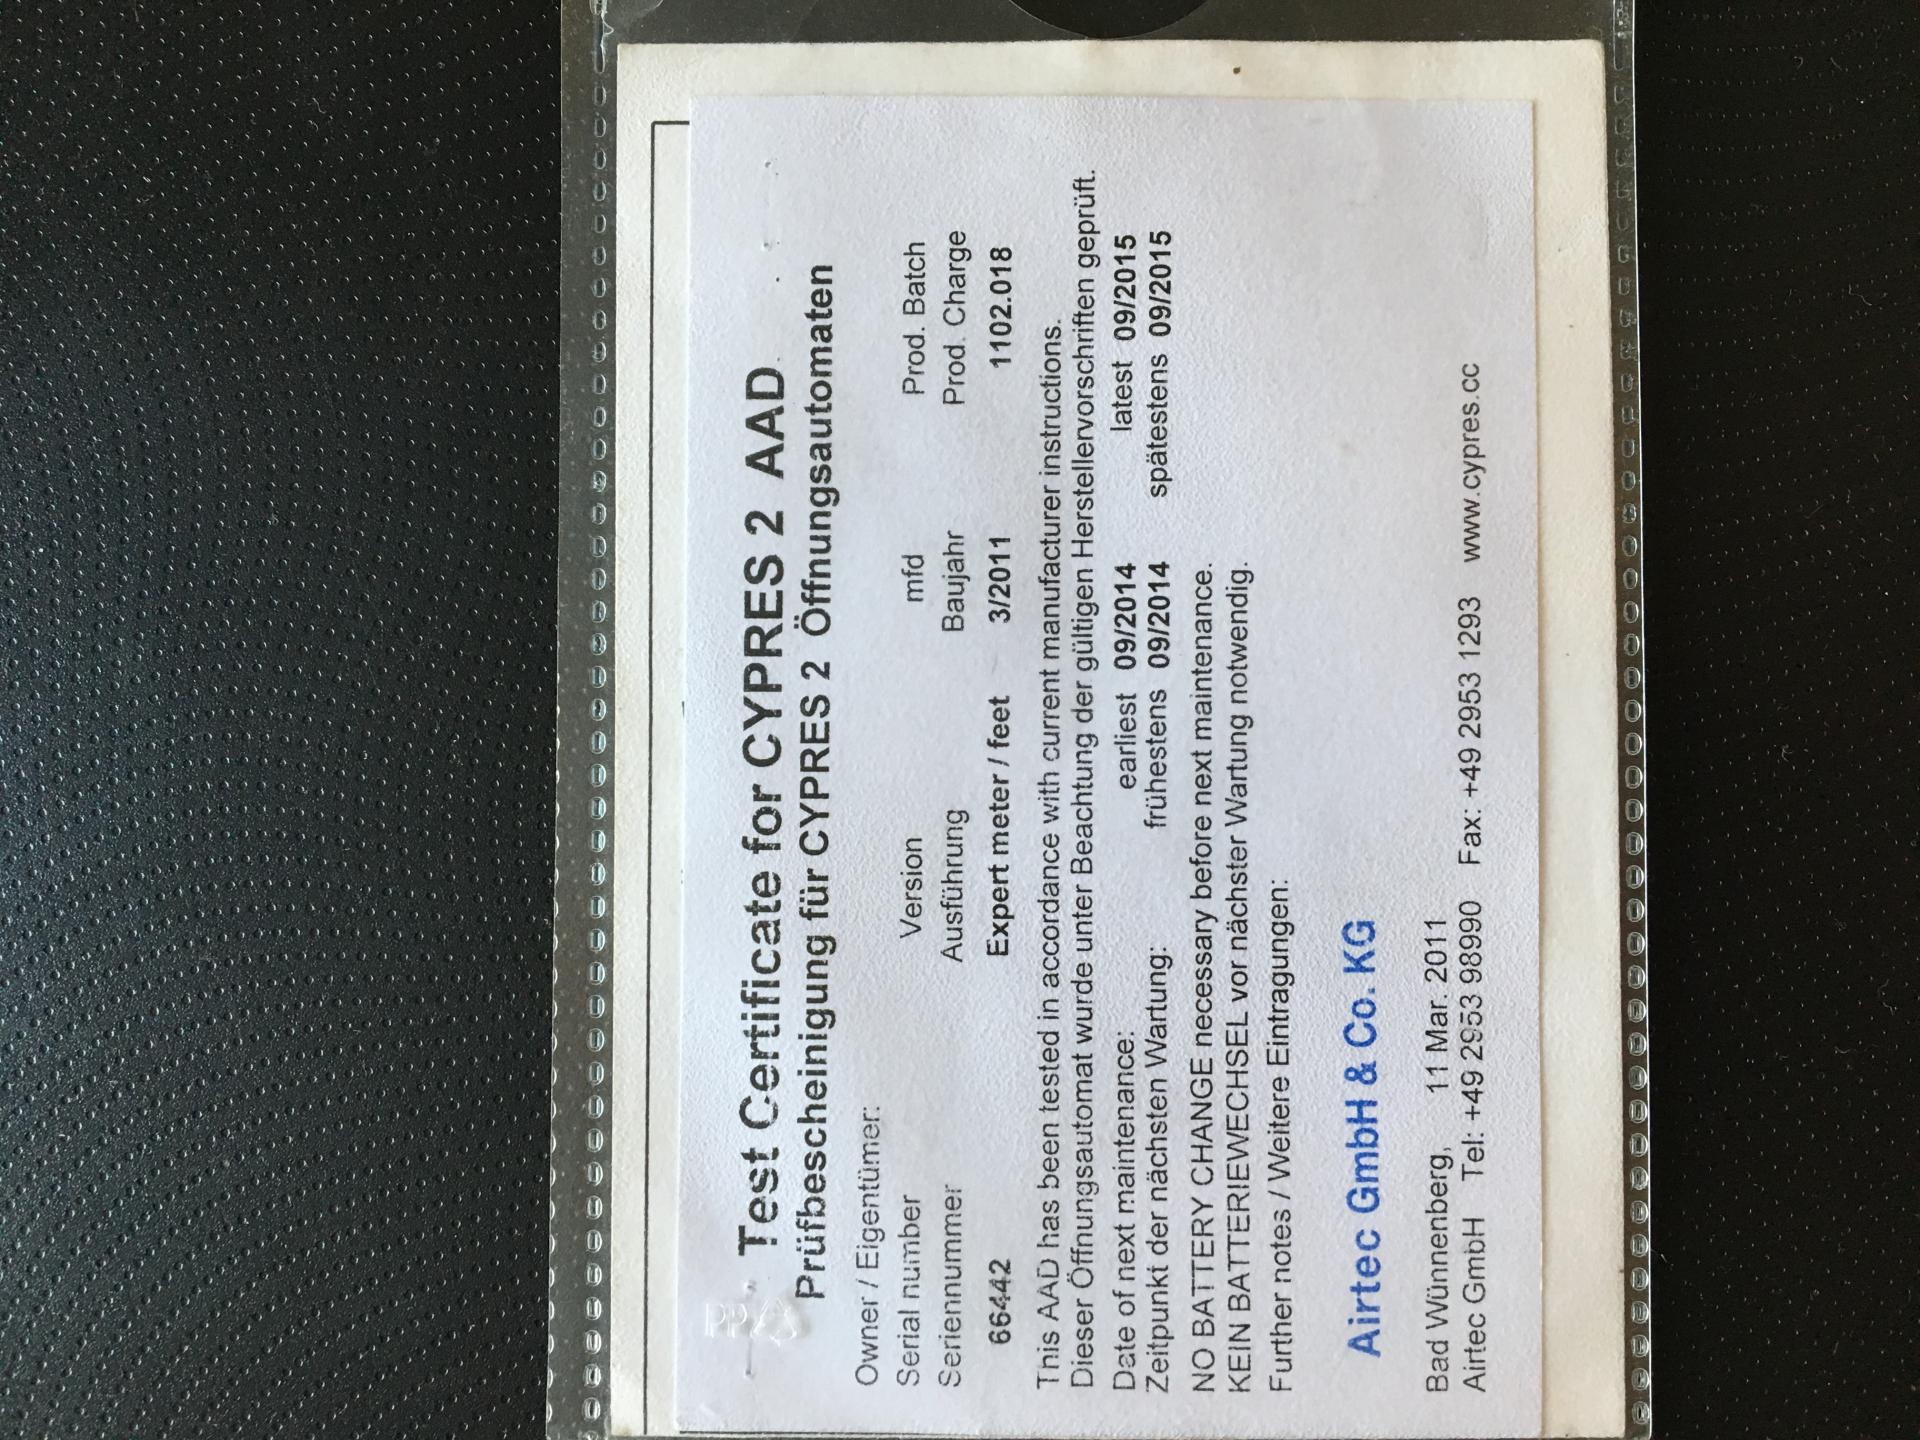 Test Certificate for CYPRES 2 AAD
Prüfbescheinigung für CYPRES 2 Öffnungsautomaten
Owner / Eigentümer:
Serial number Version mfd Prod. Batch
Seriennummer Ausführung Baujahr Prod. Charge
66442 Expert meter / feet 3/2011 1102.018
This AAD has been tested in accordance with current manufacturer instructions.
Dieser Öffnungsautomat wurde unter Beachtung der gültigen Herstellervorschriften geprüft.
Date of next maintenance: earliest 09/2014 latest 09/2015
Zeitpunkt der nächsten Wartung: frühestens 09/2014 spätestens 09/2015
NO BATTERY CHANGE necessary before next maintenance.
KEIN BATTERIEWECHSEL vor nächster Wartung notwendig.
Further notes / Weitere Eintragungen:
Airtec GmbH & Co. KG
Bad Wünnenberg, 11 Mar. 2011
Airtec GmbH Tel: +49 2953 98990 Fax: +49 2953 1293 www.cypres.cc
PP